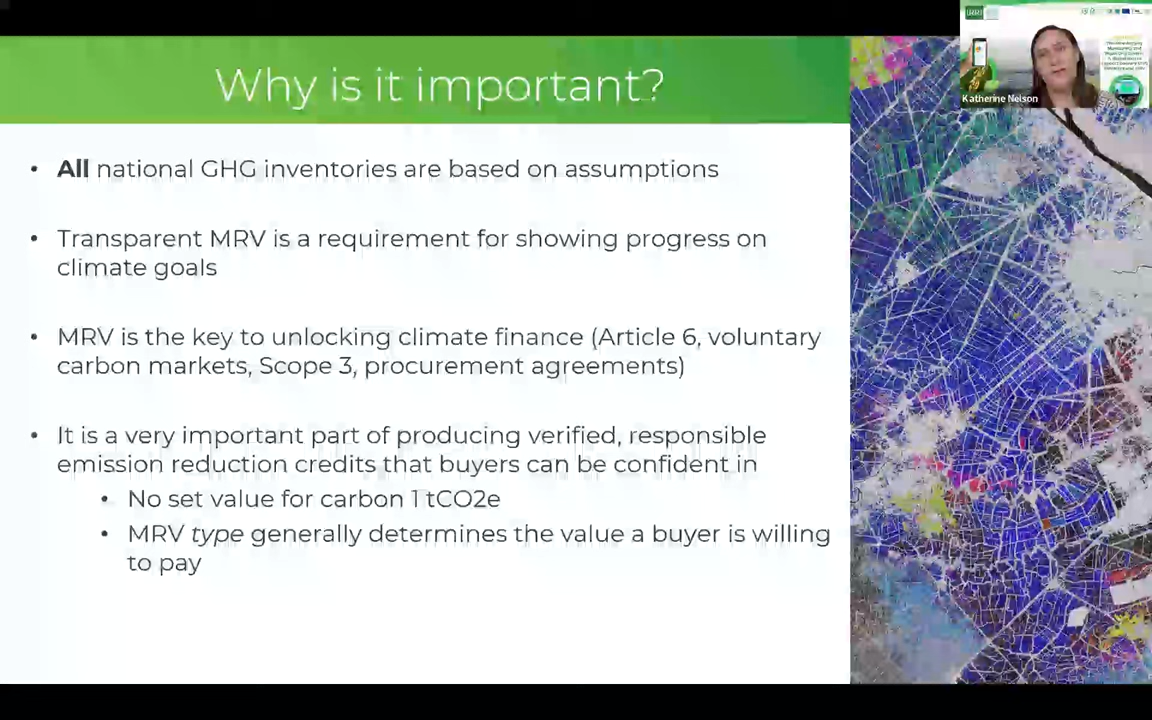 Why is it important?
• All national GHG inventories are based on assumptions
• Transparent MRV is a requirement for showing progress on
climate goals
• MRV is the key to unlocking climate finance (Article 6, voluntary
carbon markets, Scope 3, procurement agreements)
• It is a very important part of producing verified, responsible
emission reduction credits that buyers can be confident in
• No set value for carbon 1 tCO2e
• MRV type generally determines the value a buyer is willing
to pay
IRRI
Katherine Nelson